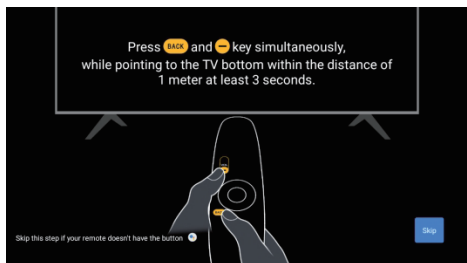 Press BACK and – key simultaneously,
while pointing to the TV bottom within the distance of
1 meter at least 3 seconds.
Skip this step if your remote doesn't have the button
Skip